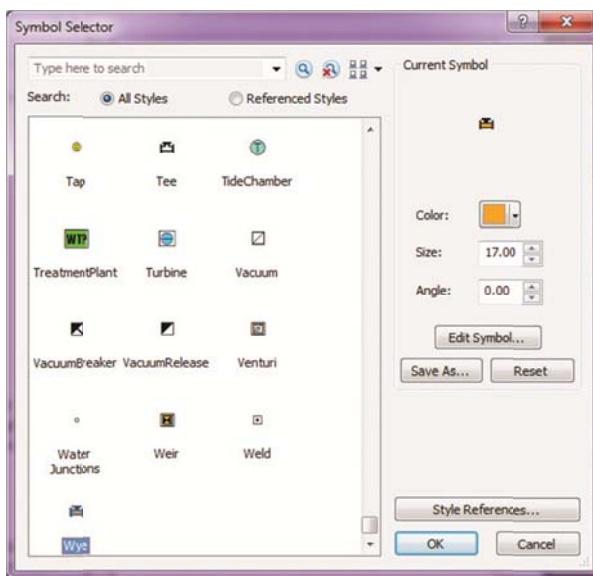 Symbol Selector
Type here to search
Search: All Styles Referenced Styles
Tap Tee TideChamber
WTP
TreatmentPlant Turbine Vacuum
VacuumBreaker VacuumRelease Venturi
Water Junctions Weir Weld
Wye
Current Symbol
Color:
Size: 17.00
Angle: 0.00
Edit Symbol...
Save As... Reset
Style References...
OK Cancel